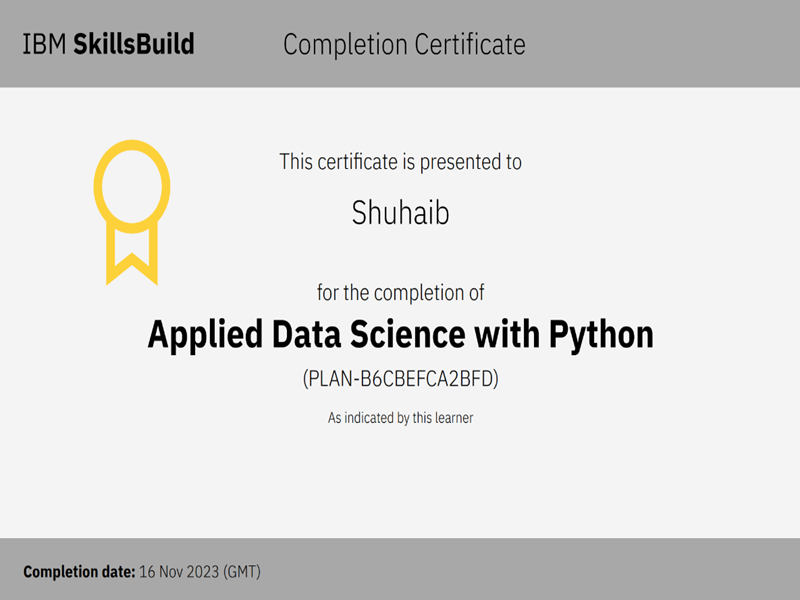 IBM SkillsBuild
Completion Certificate
This certificate is presented to
Shuhaib
for the completion of
Applied Data Science with Python
(PLAN-B6CBEFCA2BFD)
As indicated by this learner
Completion date: 16 Nov 2023 (GMT)